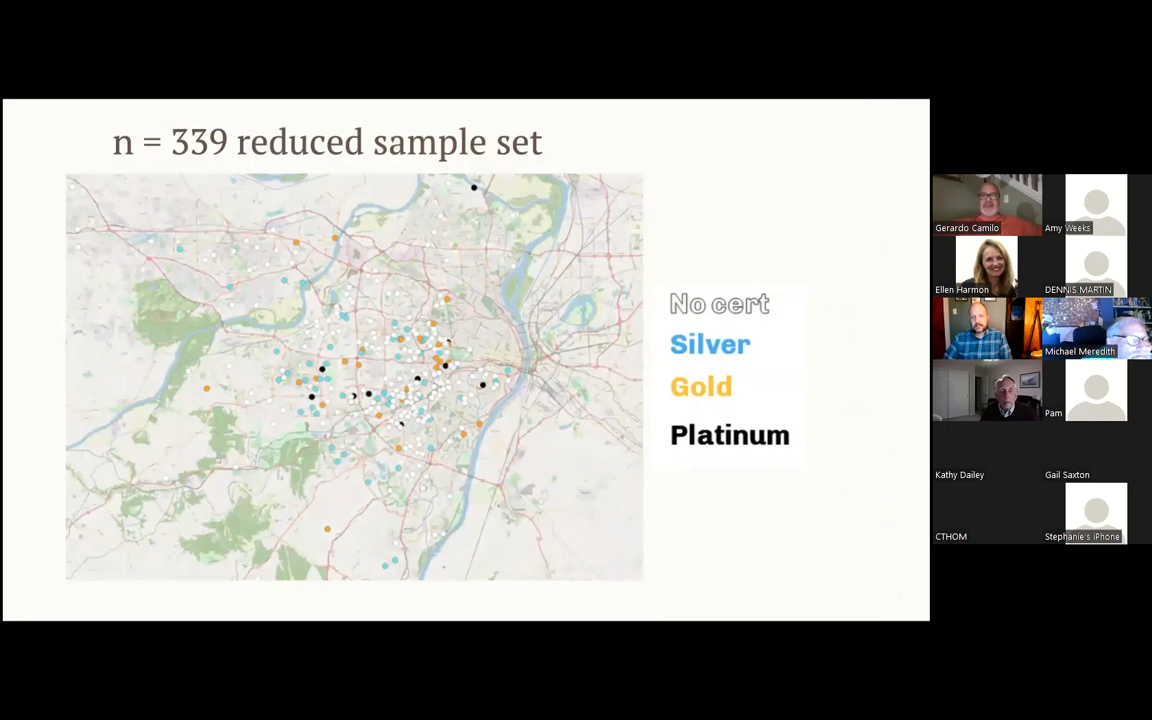 n = 339 reduced sample set
No cert
Silver
Gold
Platinum
Gerardo Camilo
Amy Weeks
Ellen Harmon
DENNIS MARTIN
Michael Meredith
Pam
Kathy Dailey
Gail Saxton
CTHOM
Stephanie's iPhone